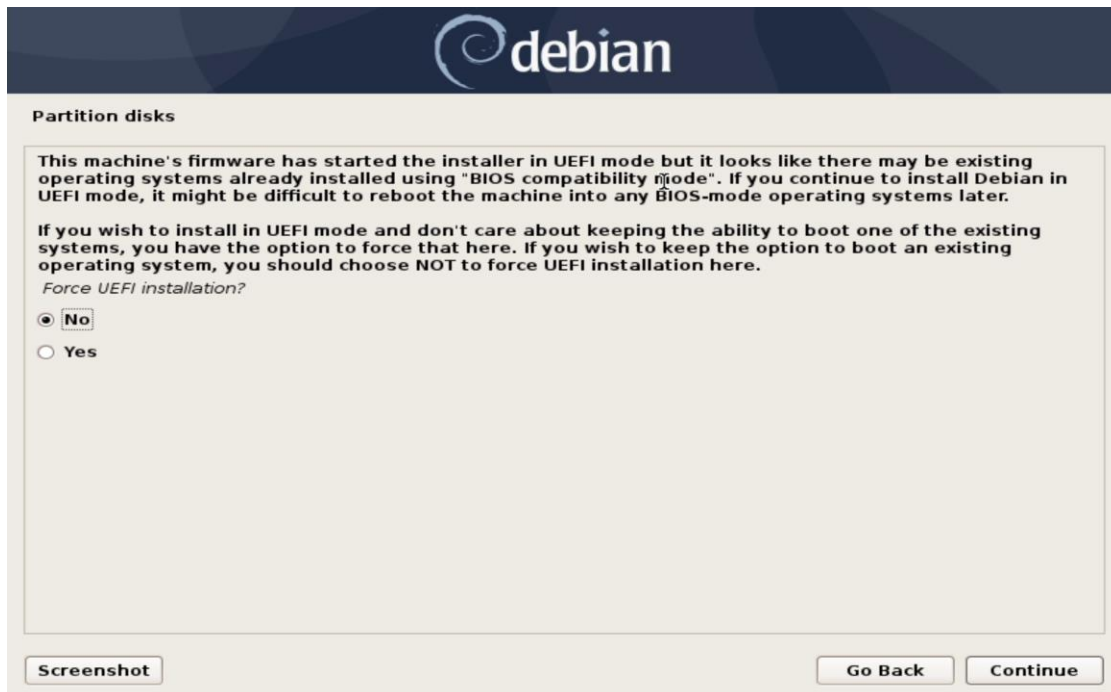 debian
Partition disks
This machine's firmware has started the installer in UEFI mode but it looks like there may be existing
operating systems already installed using "BIOS compatibility mode". If you continue to install Debian in
UEFI mode, it might be difficult to reboot the machine into any BIOS-mode operating systems later.
If you wish to install in UEFI mode and don't care about keeping the ability to boot one of the existing
systems, you have the option to force that here. If you wish to keep the option to boot an existing
operating system, you should choose NOT to force UEFI installation here.
Force UEFI installation?
No
Yes
Screenshot
Go Back
Continue